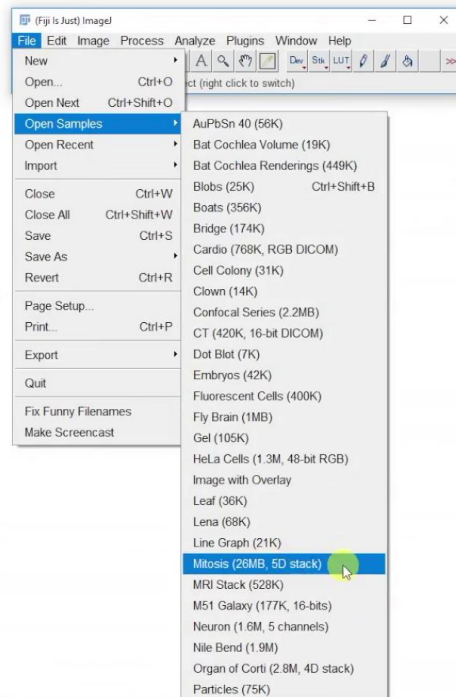 (Fiji Is Just) ImageJ
File Edit Image Process Analyze Plugins Window Help
A Dev Stk LUT >>
ect (right click to switch)
New
Open... Ctrl+O
Open Next Ctrl+Shift+O
Open Samples
Open Recent
Import
Close Ctrl+W
Close All Ctrl+Shift+W
Save Ctrl+S
Save As
Revert Ctrl+R
Page Setup...
Print... Ctrl+P
Export
Quit
Fix Funny Filenames
Make Screencast
AuPbSn 40 (56K)
Bat Cochlea Volume (19K)
Bat Cochlea Renderings (449K)
Blobs (25K) Ctrl+Shift+B
Boats (356K)
Bridge (174K)
Cardio (768K, RGB DICOM)
Cell Colony (31K)
Clown (14K)
Confocal Series (2.2MB)
CT (420K, 16-bit DICOM)
Dot Blot (7K)
Embryos (42K)
Fluorescent Cells (400K)
Fly Brain (1MB)
Gel (105K)
HeLa Cells (1.3M, 48-bit RGB)
Image with Overlay
Leaf (36K)
Lena (68K)
Line Graph (21K)
Mitosis (26MB, 5D stack)
MRI Stack (528K)
M51 Galaxy (177K, 16-bits)
Neuron (1.6M, 5 channels)
Nile Bend (1.9M)
Organ of Corti (2.8M, 4D stack)
Particles (75K)